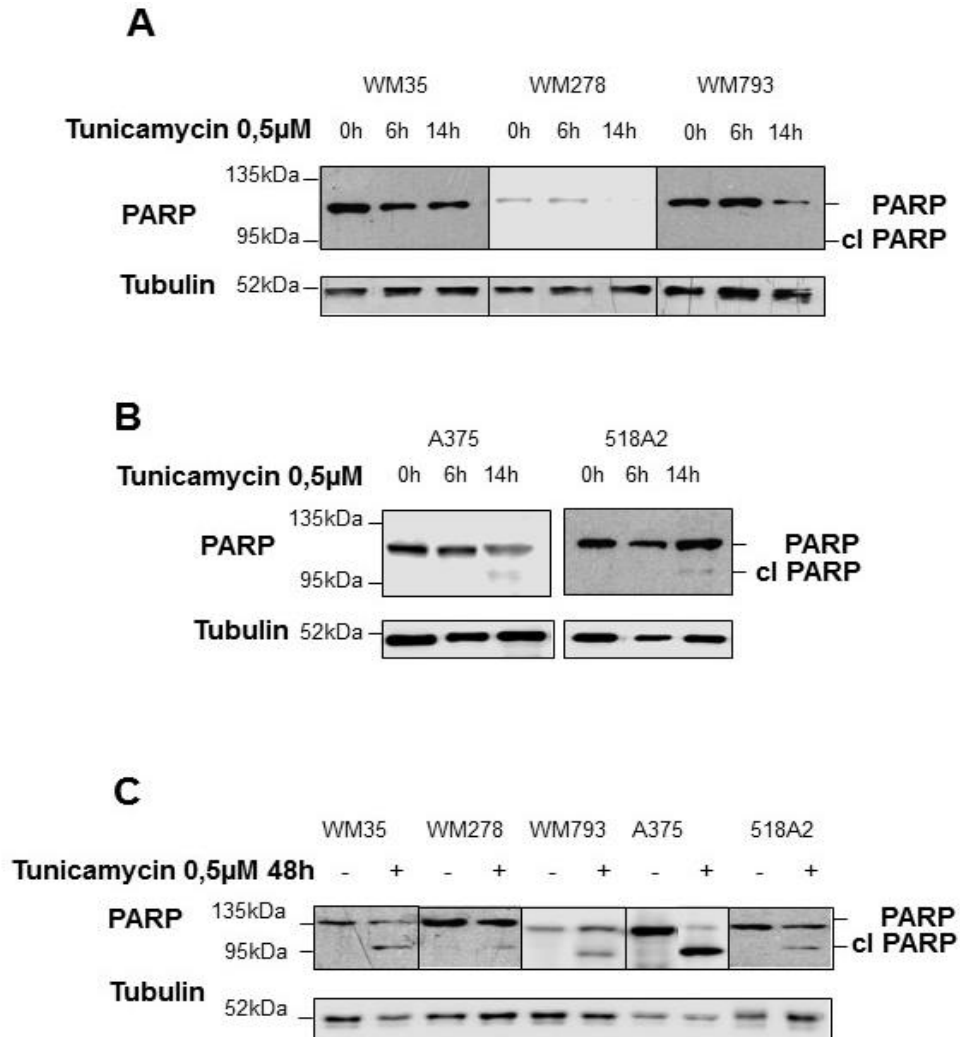 A
WM35 WM278 WM793
Tunicamycin 0,5µM 0h 6h 14h 0h 6h 14h 0h 6h 14h
135kDa
PARP PARP
95kDa cl PARP
Tubulin 52kDa
B
A375 518A2
Tunicamycin 0,5µM 0h 6h 14h 0h 6h 14h
135kDa
PARP PARP
95kDa cl PARP
Tubulin 52kDa
C
WM35 WM278 WM793 A375 518A2
Tunicamycin 0,5µM 48h - + - + - + - + - +
PARP 135kDa PARP
95kDa cl PARP
Tubulin 52kDa